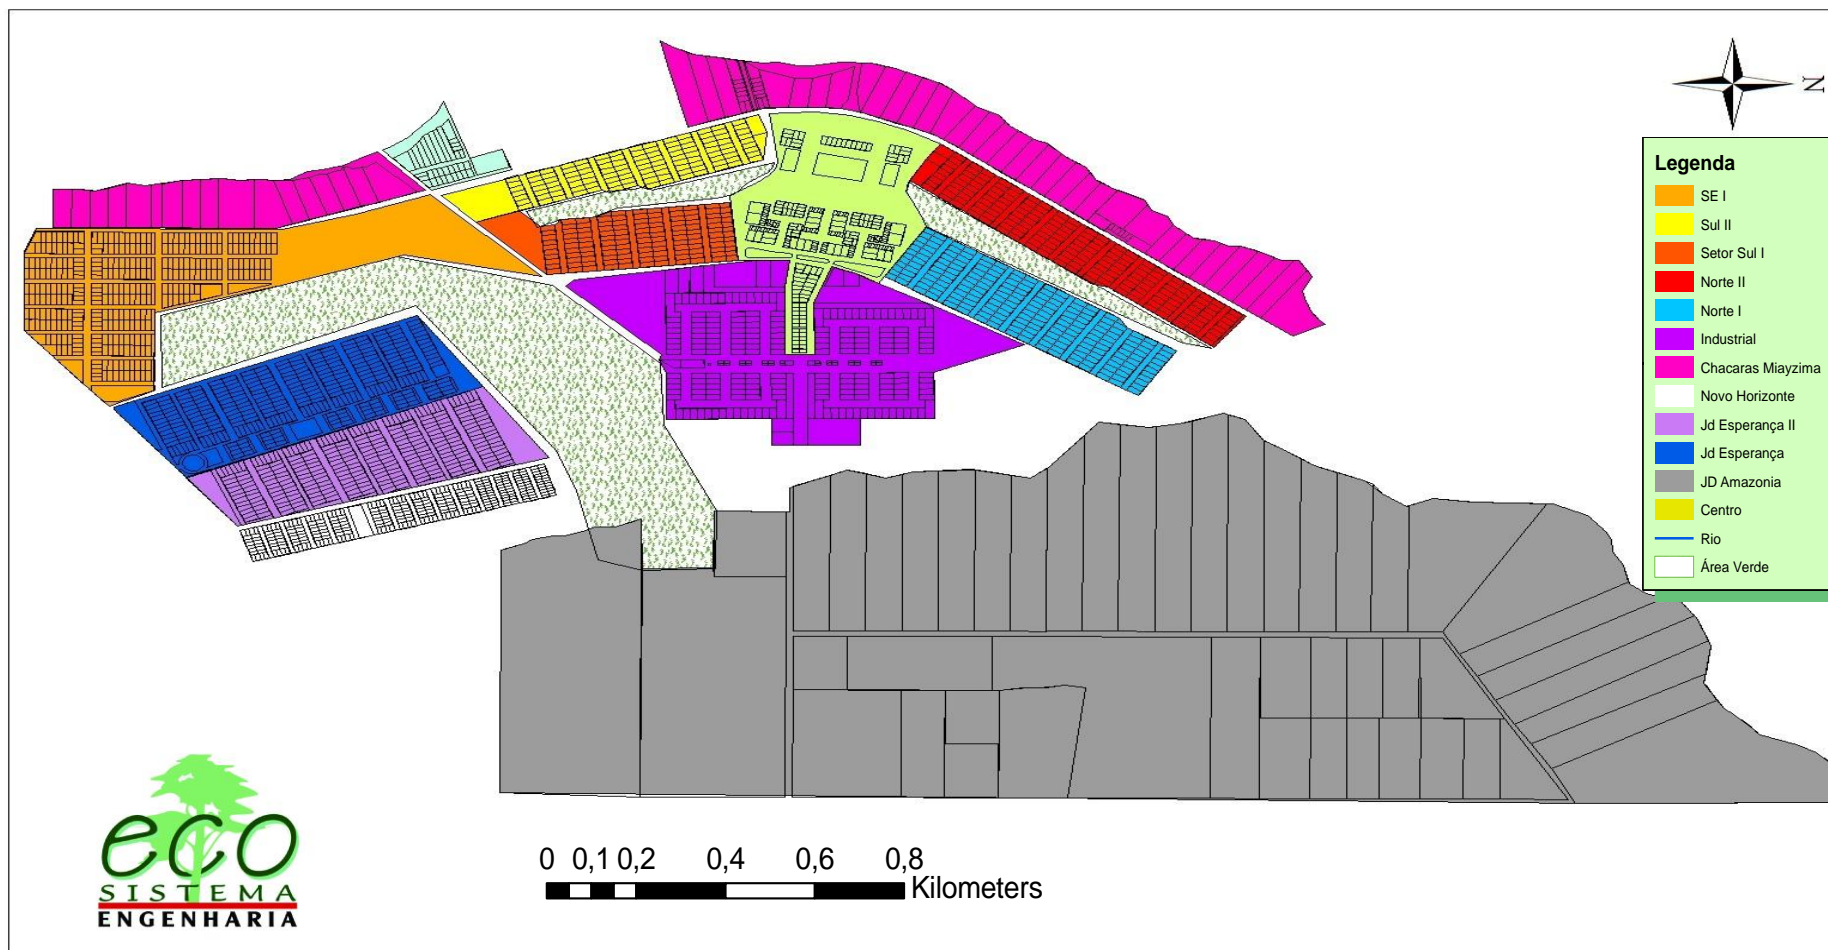 N
Legenda
SE I
Sul II
Setor Sul I
Norte II
Norte I
Industrial
Chacaras Miayzima
Novo Horizonte
Jd Esperança II
Jd Esperança
JD Amazonia
Centro
Rio
Área Verde
eco
SISTEMA
ENGENHARIA
0 0,1 0,2 0,4 0,6 0,8
Kilometers